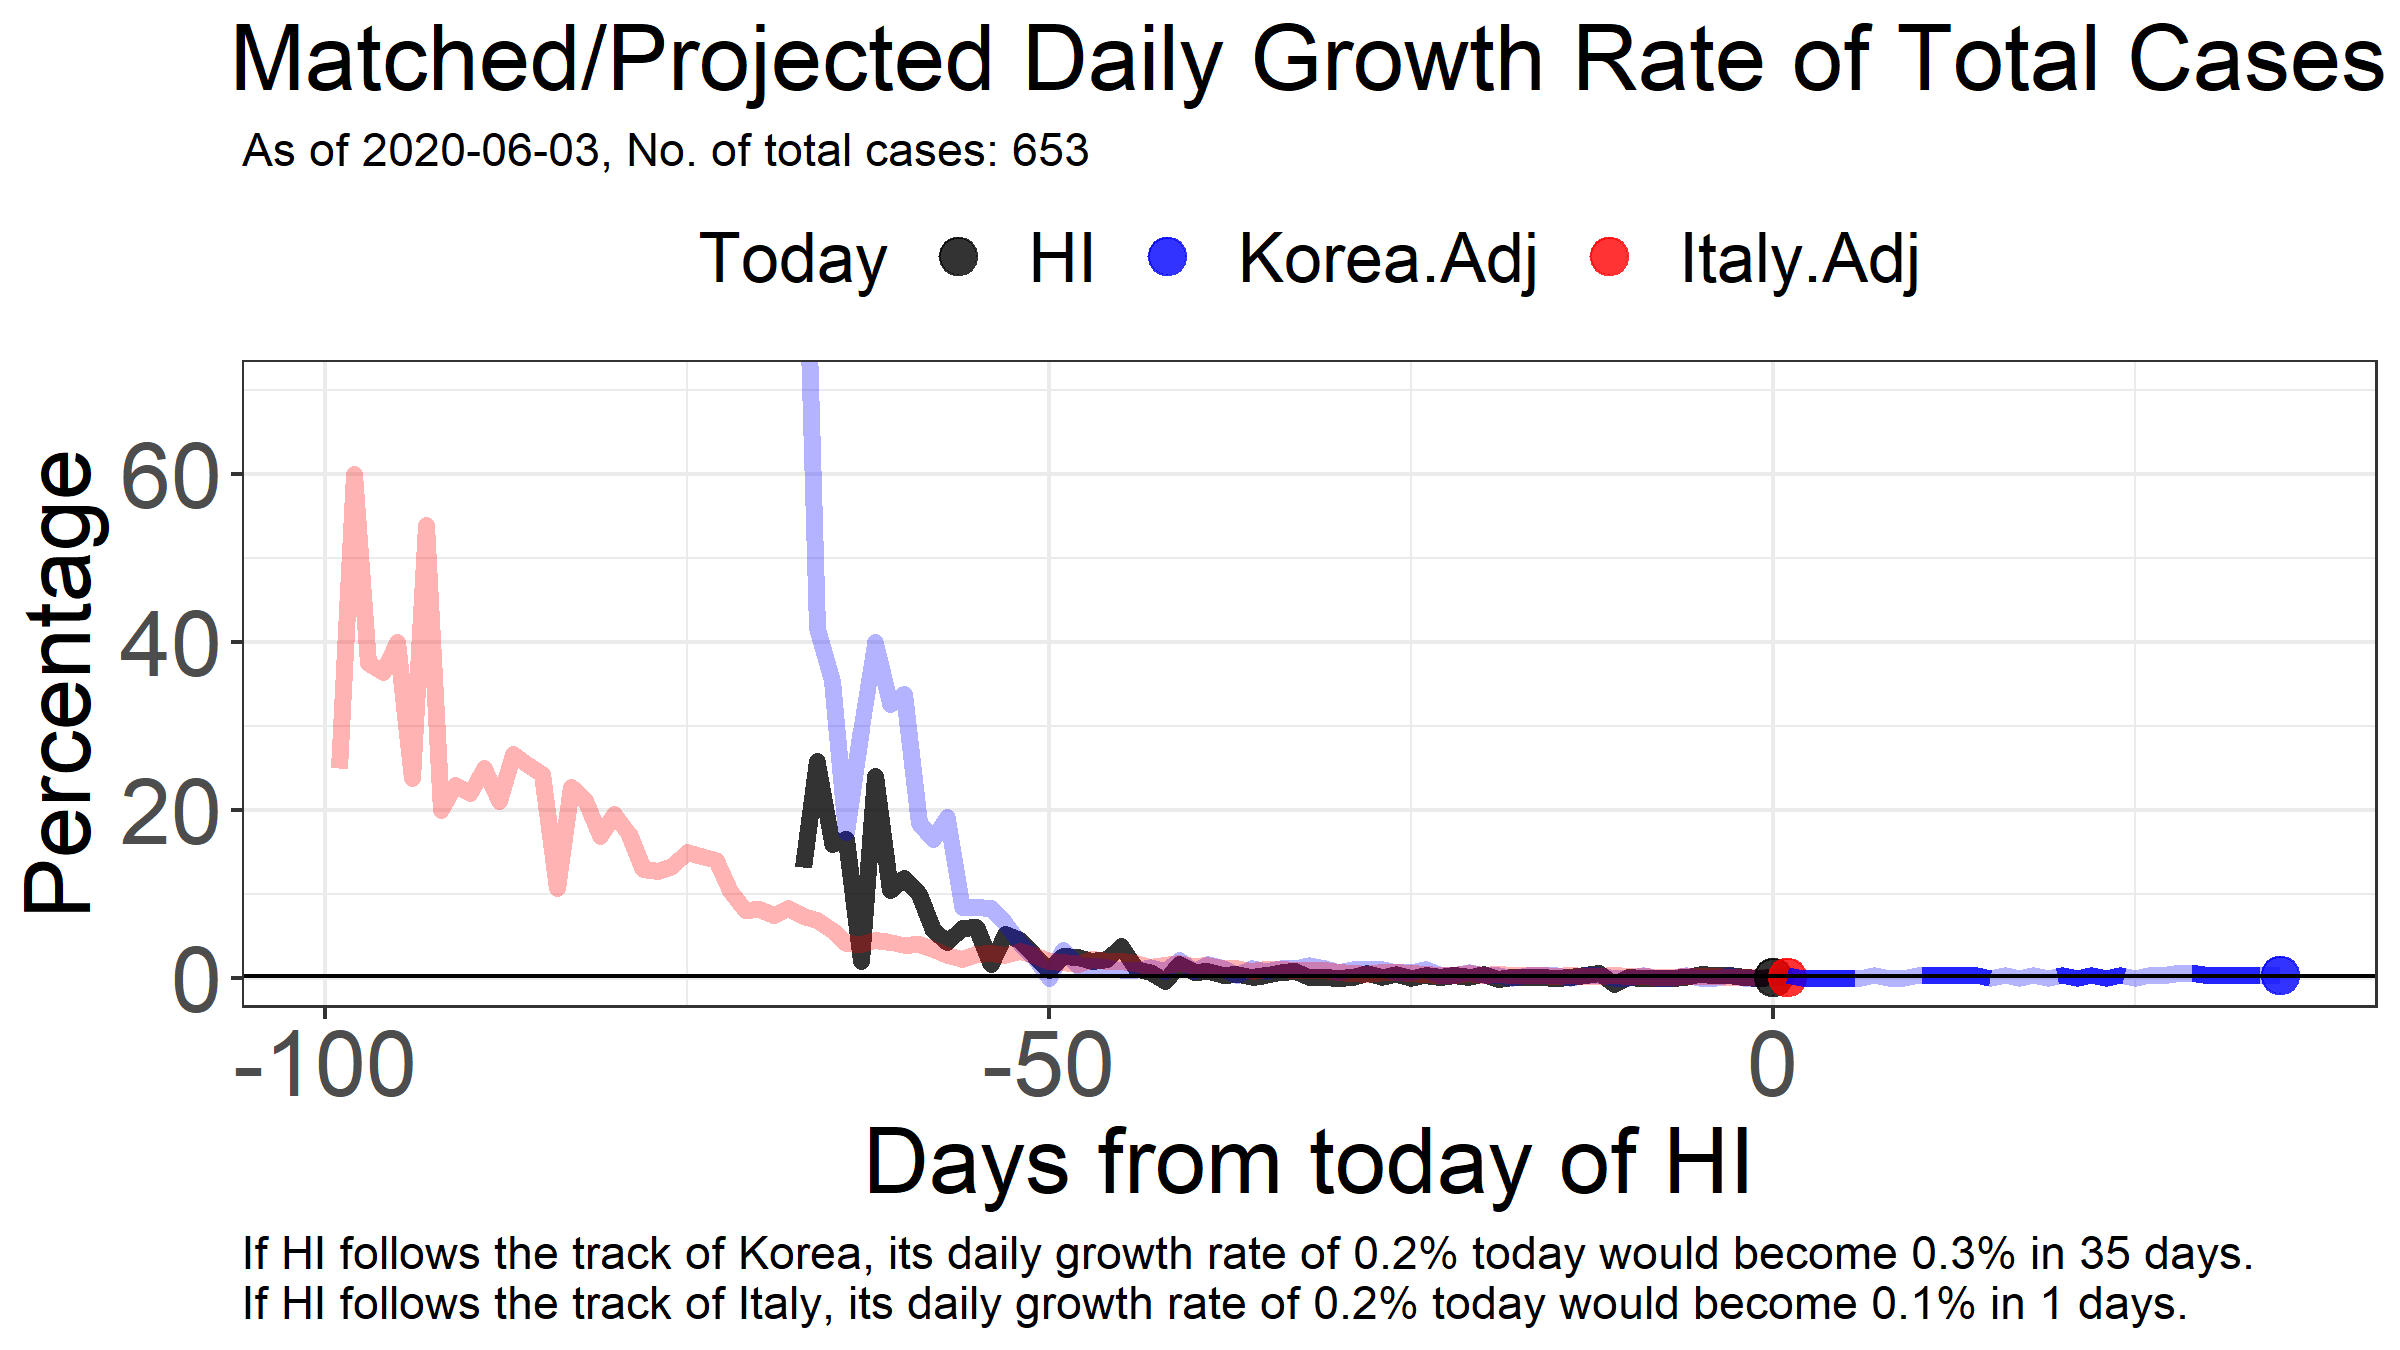 Matched/Projected Daily Growth Rate of Total Cases
As of 2020-06-03, No. of total cases: 653
Today HI Korea.Adj Italy.Adj
Percentage
60
40
20
0
-100 -50 0
Days from today of HI
If HI follows the track of Korea, its daily growth rate of 0.2% today would become 0.3% in 35 days.
If HI follows the track of Italy, its daily growth rate of 0.2% today would become 0.1% in 1 days.